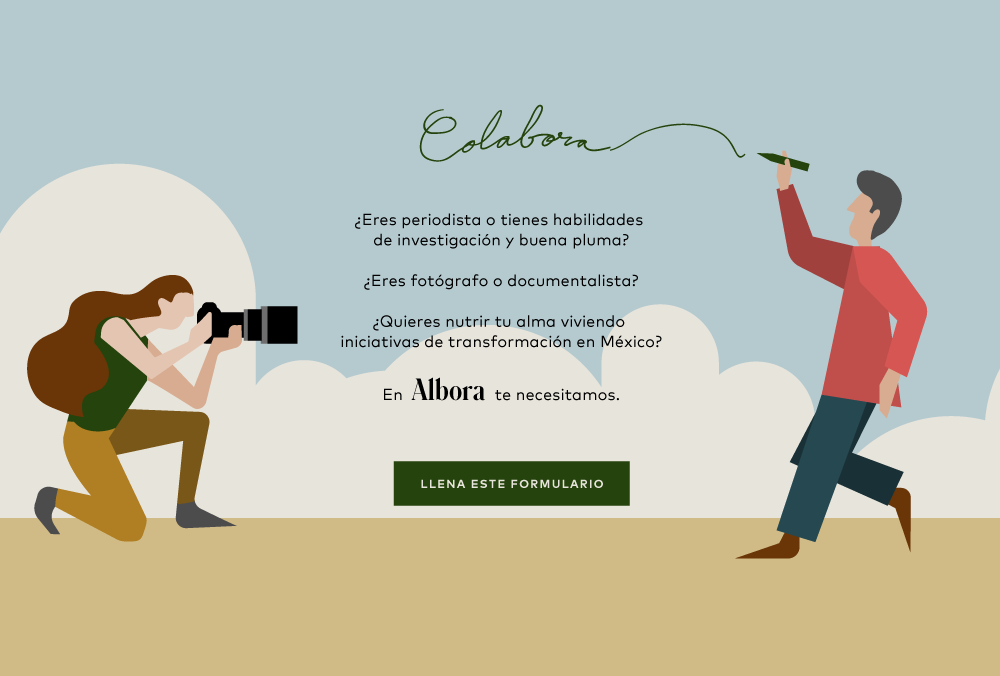 Colabora
¿Eres periodista o tienes habilidades
de investigación y buena pluma?
¿Eres fotógrafo o documentalista?
¿Quieres nutrir tu alma viviendo
iniciativas de transformación en México?
En Albora te necesitamos.
LLENA ESTE FORMULARIO